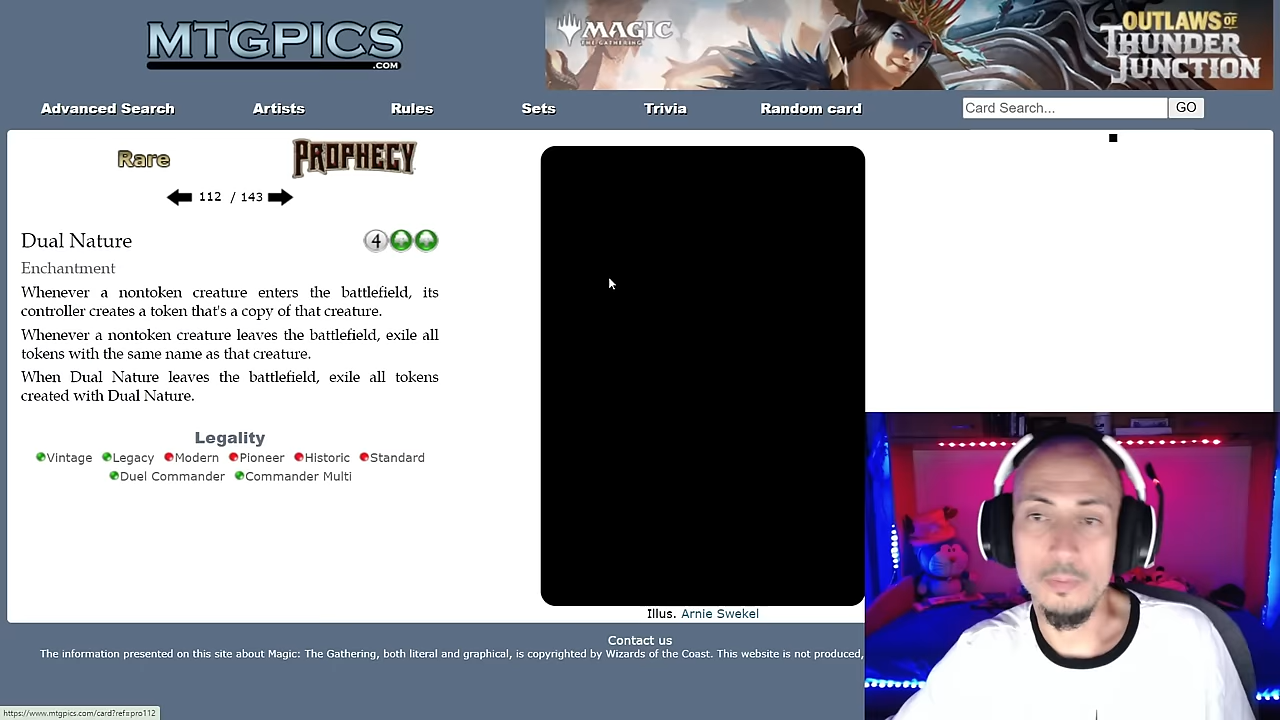 MTGPICS
.COM
MAGIC
THE GATHERING
OUTLAWS OF
THUNDER
JUNCTION
Advanced Search
Artists
Rules
Sets
Trivia
Random card
Card Search...
GO
Rare
PROPHECY
112 / 143
Dual Nature
4
Enchantment
Whenever a nontoken creature enters the battlefield, its
controller creates a token that's a copy of that creature.
Whenever a nontoken creature leaves the battlefield, exile all
tokens with the same name as that creature.
When Dual Nature leaves the battlefield, exile all tokens
created with Dual Nature.
Legality
Vintage Legacy Modern Pioneer Historic Standard
Duel Commander Commander Multi
Illus. Arnie Swekel
Contact us
The information presented on this site about Magic: The Gathering, both literal and graphical, is copyrighted by Wizards of the Coast. This website is not produced,
https://www.mtgpics.com/card?ref=pro112